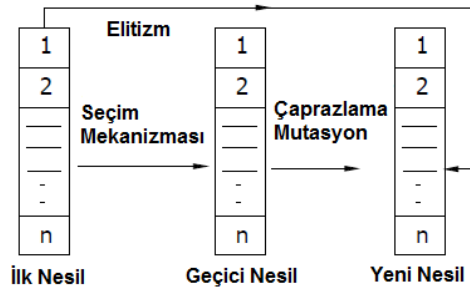 Elitizm
1
2
-
-
n
İlk Nesil
Seçim
Mekanizması
1
2
-
-
n
Geçici Nesil
Çaprazlama
Mutasyon
1
2
-
-
n
Yeni Nesil